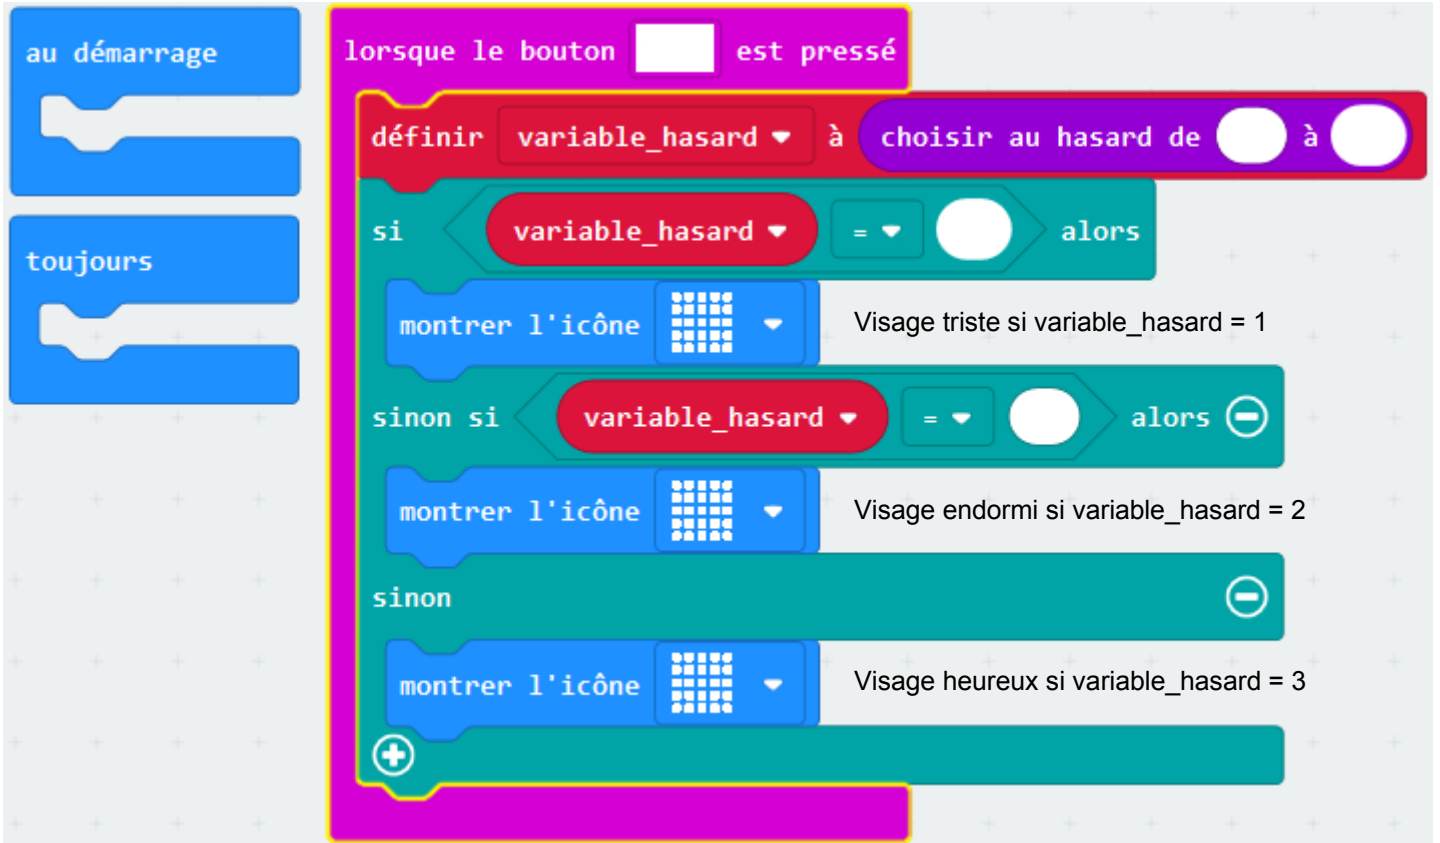 au démarrage
toujours
lorsque le bouton est pressé
définir variable_hasard à choisir au hasard de à
si variable_hasard = alors
montrer l'icône Visage triste si variable_hasard = 1
sinon si variable_hasard = alors
montrer l'icône Visage endormi si variable_hasard = 2
sinon
montrer l'icône Visage heureux si variable_hasard = 3